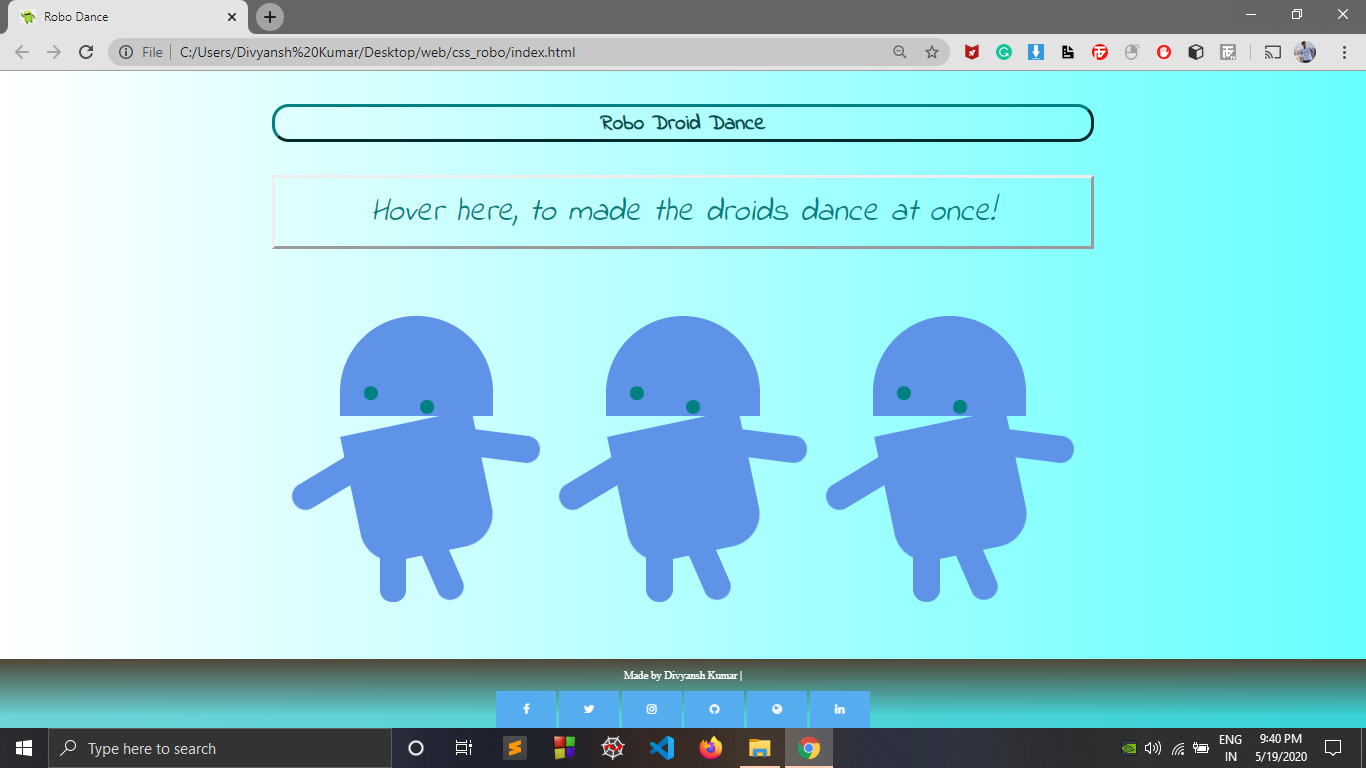 Robo Dance
File
C:/Users/Divyansh%20Kumar/Desktop/web/css_robo/index.html
Robo Droid Dance
Hover here, to made the droids dance at once!
Made by Divyansh Kumar |
Type here to search
ENG
IN
9:40 PM
5/19/2020